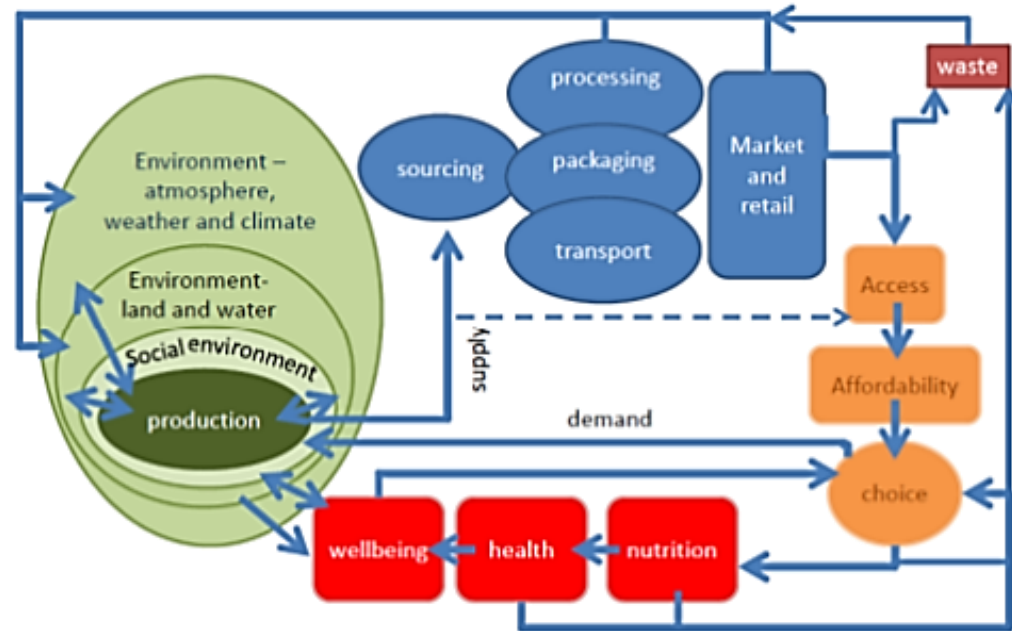 waste
processing
Environment –
atmosphere,
weather and climate
sourcing
packaging
Market
and
retail
transport
Environment-
land and water
Access
Social environment
supply
Affordability
production
demand
choice
wellbeing
health
nutrition